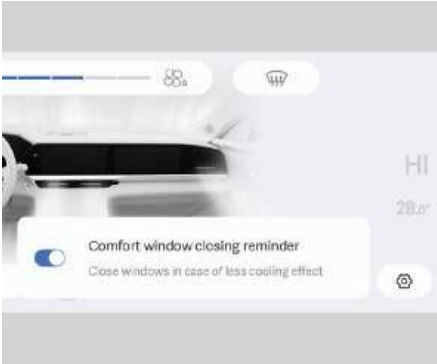 HI
28.0°
Comfort window closing reminder
Close windows in case of less cooling effect